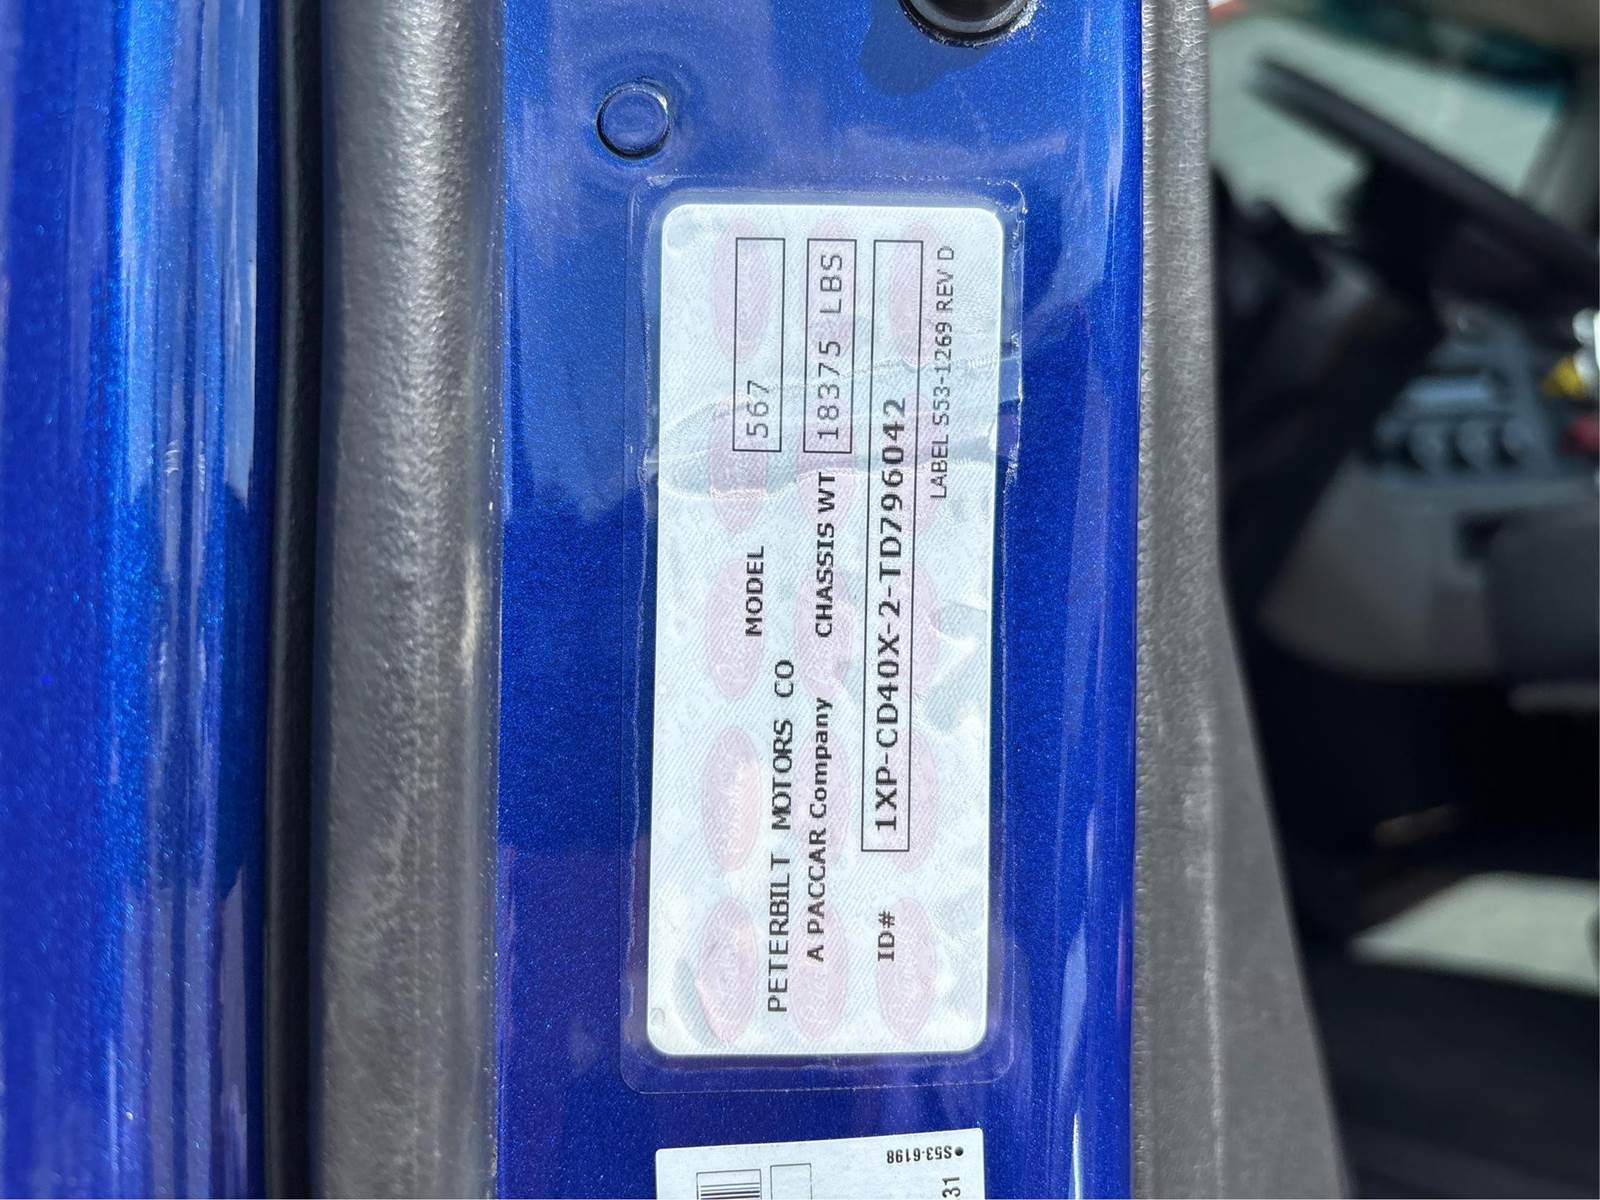 MODEL 567
PETERBILT MOTORS CO
A PACCAR Company CHASSIS WT 18375 LBS
ID# 1XP-CD40X-2-TD796042
LABEL S53-1269 REV D
•S53-6198
31